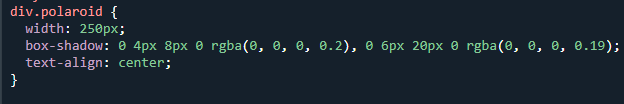 div.polaroid {
  width: 250px;
  box-shadow: 0 4px 8px 0 rgba(0, 0, 0, 0.2), 0 6px 20px 0 rgba(0, 0, 0, 0.19);
  text-align: center;
}